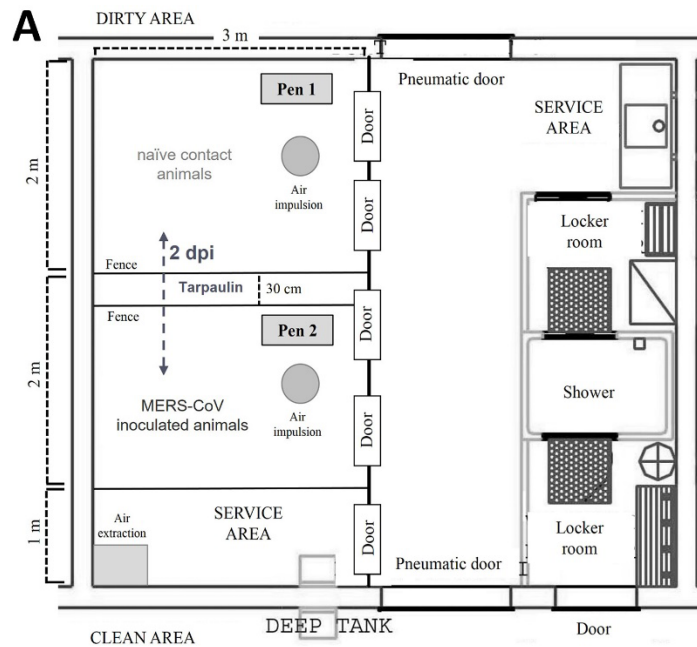 A
DIRTY AREA
3 m
Pneumatic door
SERVICE
AREA
Pen 1
Door
naïve contact
animals
Air
impulsion
2 m
Door
Locker
room
2 dpi
Fence
Tarpaulin
30 cm
Fence
Pen 2
Door
Shower
2 m
MERS-CoV
inoculated animals
Air
impulsion
Door
SERVICE
AREA
Air
extraction
1 m
Door
Locker
room
Pneumatic door
DEEP TANK
Door
CLEAN AREA